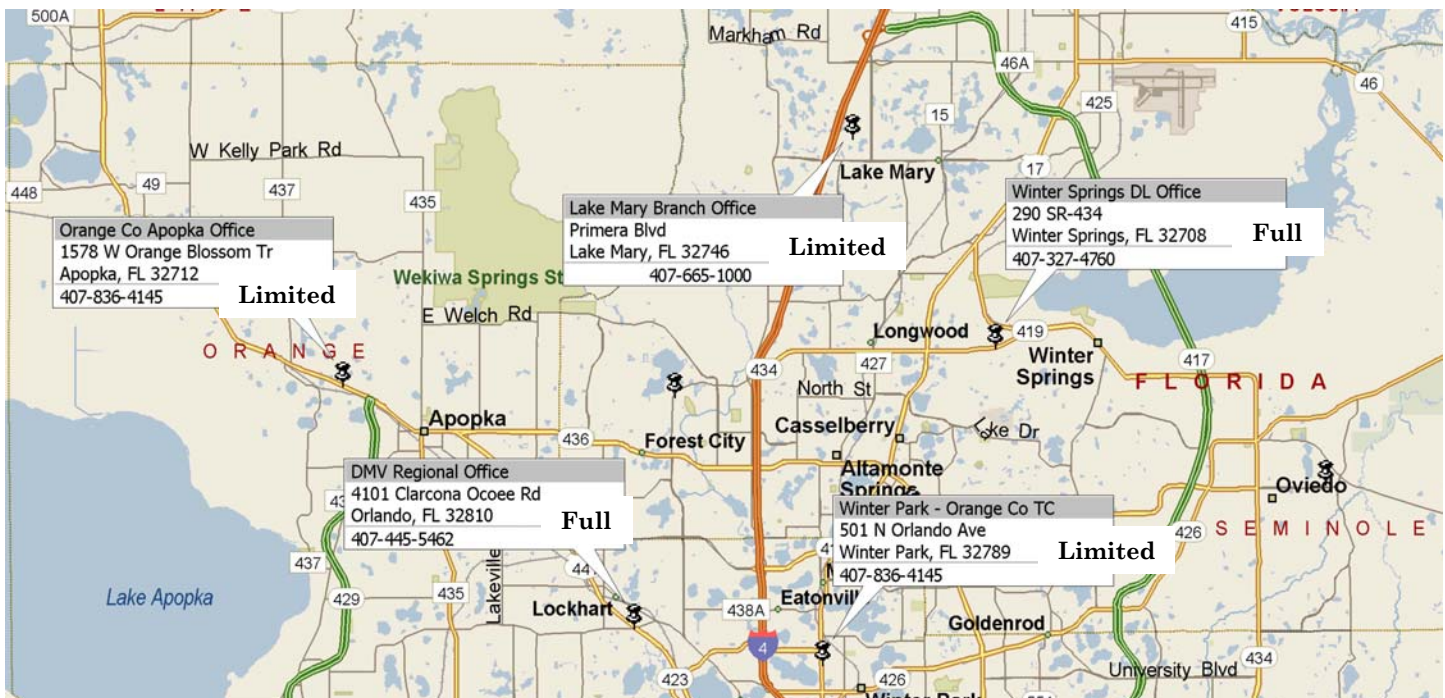 500A
Markham Rd
415
46A
46
425
15
W Kelly Park Rd
448
49
437
435
Lake Mary
17
Orange Co Apopka Office
1578 W Orange Blossom Tr
Apopka, FL 32712
407-836-4145
Limited
Lake Mary Branch Office
Primera Blvd
Lake Mary, FL 32746
407-665-1000
Limited
Winter Springs DL Office
290 SR-434
Winter Springs, FL 32708
407-327-4760
Full
Wekiwa Springs St
E Welch Rd
ORANGE
Longwood
419
427
434
Winter
Springs
417
FLORIDA
North St
Apopka
436
Forest City
Casselberry
Lake Dr
Altamonte
Springs
Oviedo
SEMINOLE
DMV Regional Office
4101 Clarcona Ocoee Rd
Orlando, FL 32810
407-445-5462
Full
Winter Park - Orange Co TC
501 N Orlando Ave
Winter Park, FL 32789
407-836-4145
Limited
426
437
429
435
Lakeville
441
Lake Apopka
Lockhart
438A
Eatonvill
Goldenrod
4
University Blvd
434
423
426
Winter Park